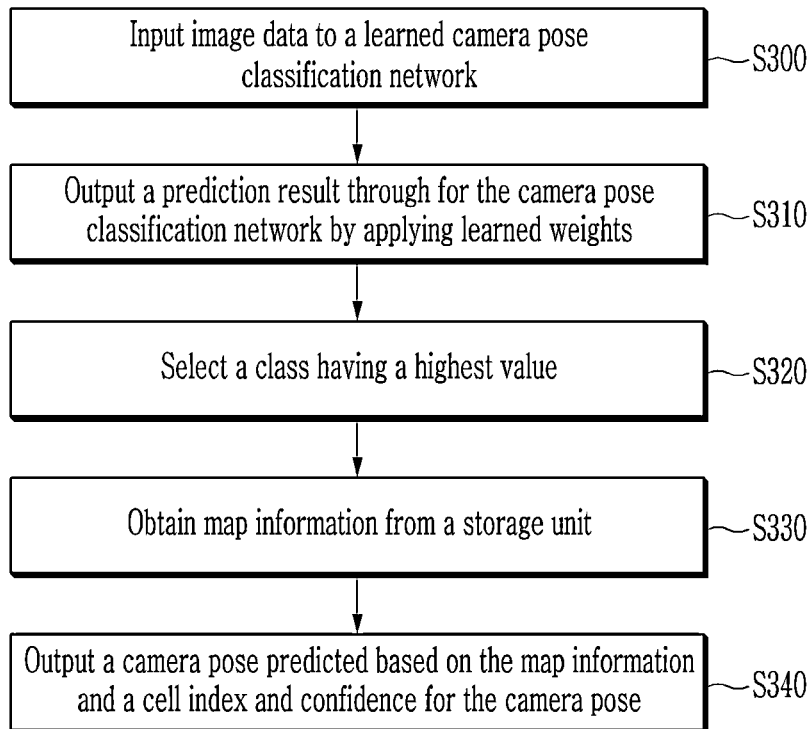 Input image data to a learned camera pose
classification network
S300
Output a prediction result through for the camera pose
classification network by applying learned weights
S310
Select a class having a highest value
S320
Obtain map information from a storage unit
S330
Output a camera pose predicted based on the map information
and a cell index and confidence for the camera pose
S340